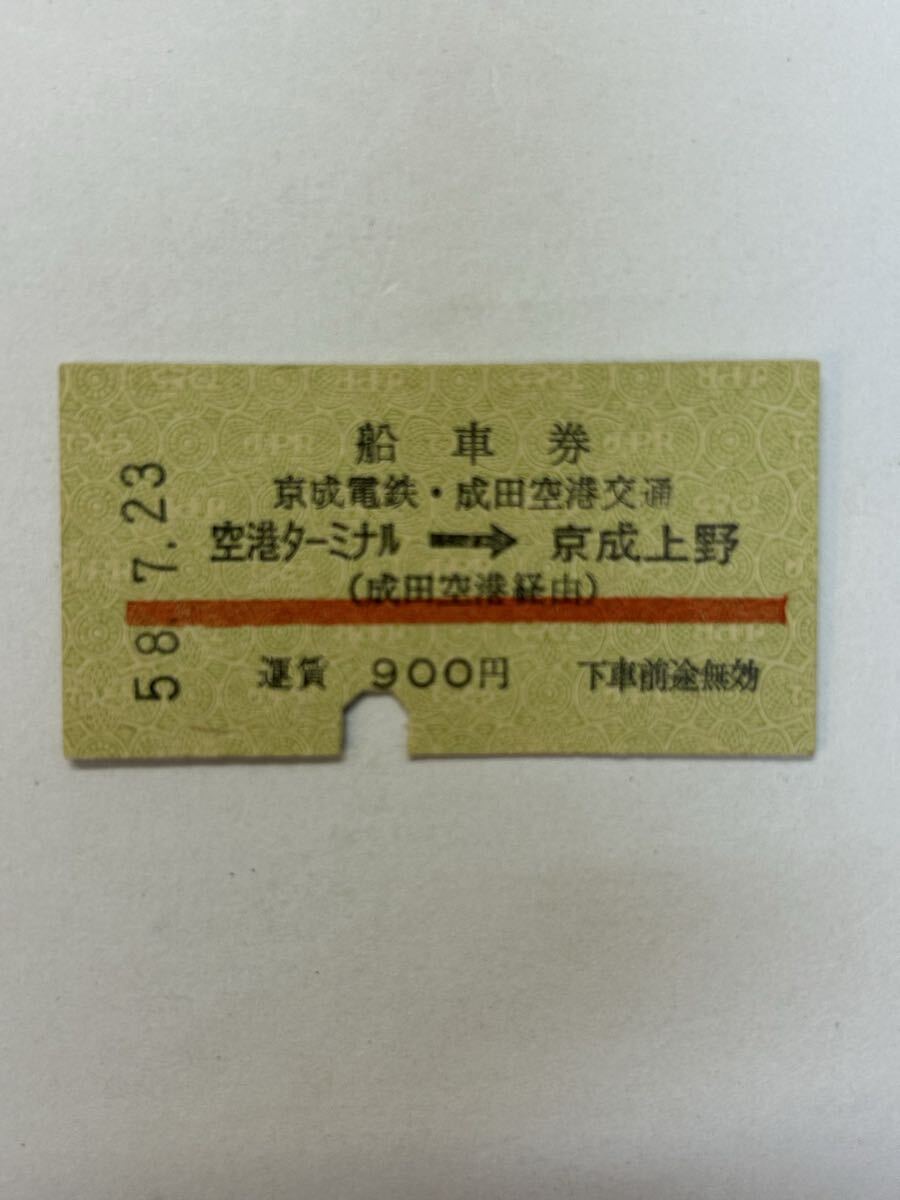 船車券
京成電鉄・成田空港交通
空港ターミナル → 京成上野
(成田空港経由)
運賃 900円 下車前途無効
58.7.23